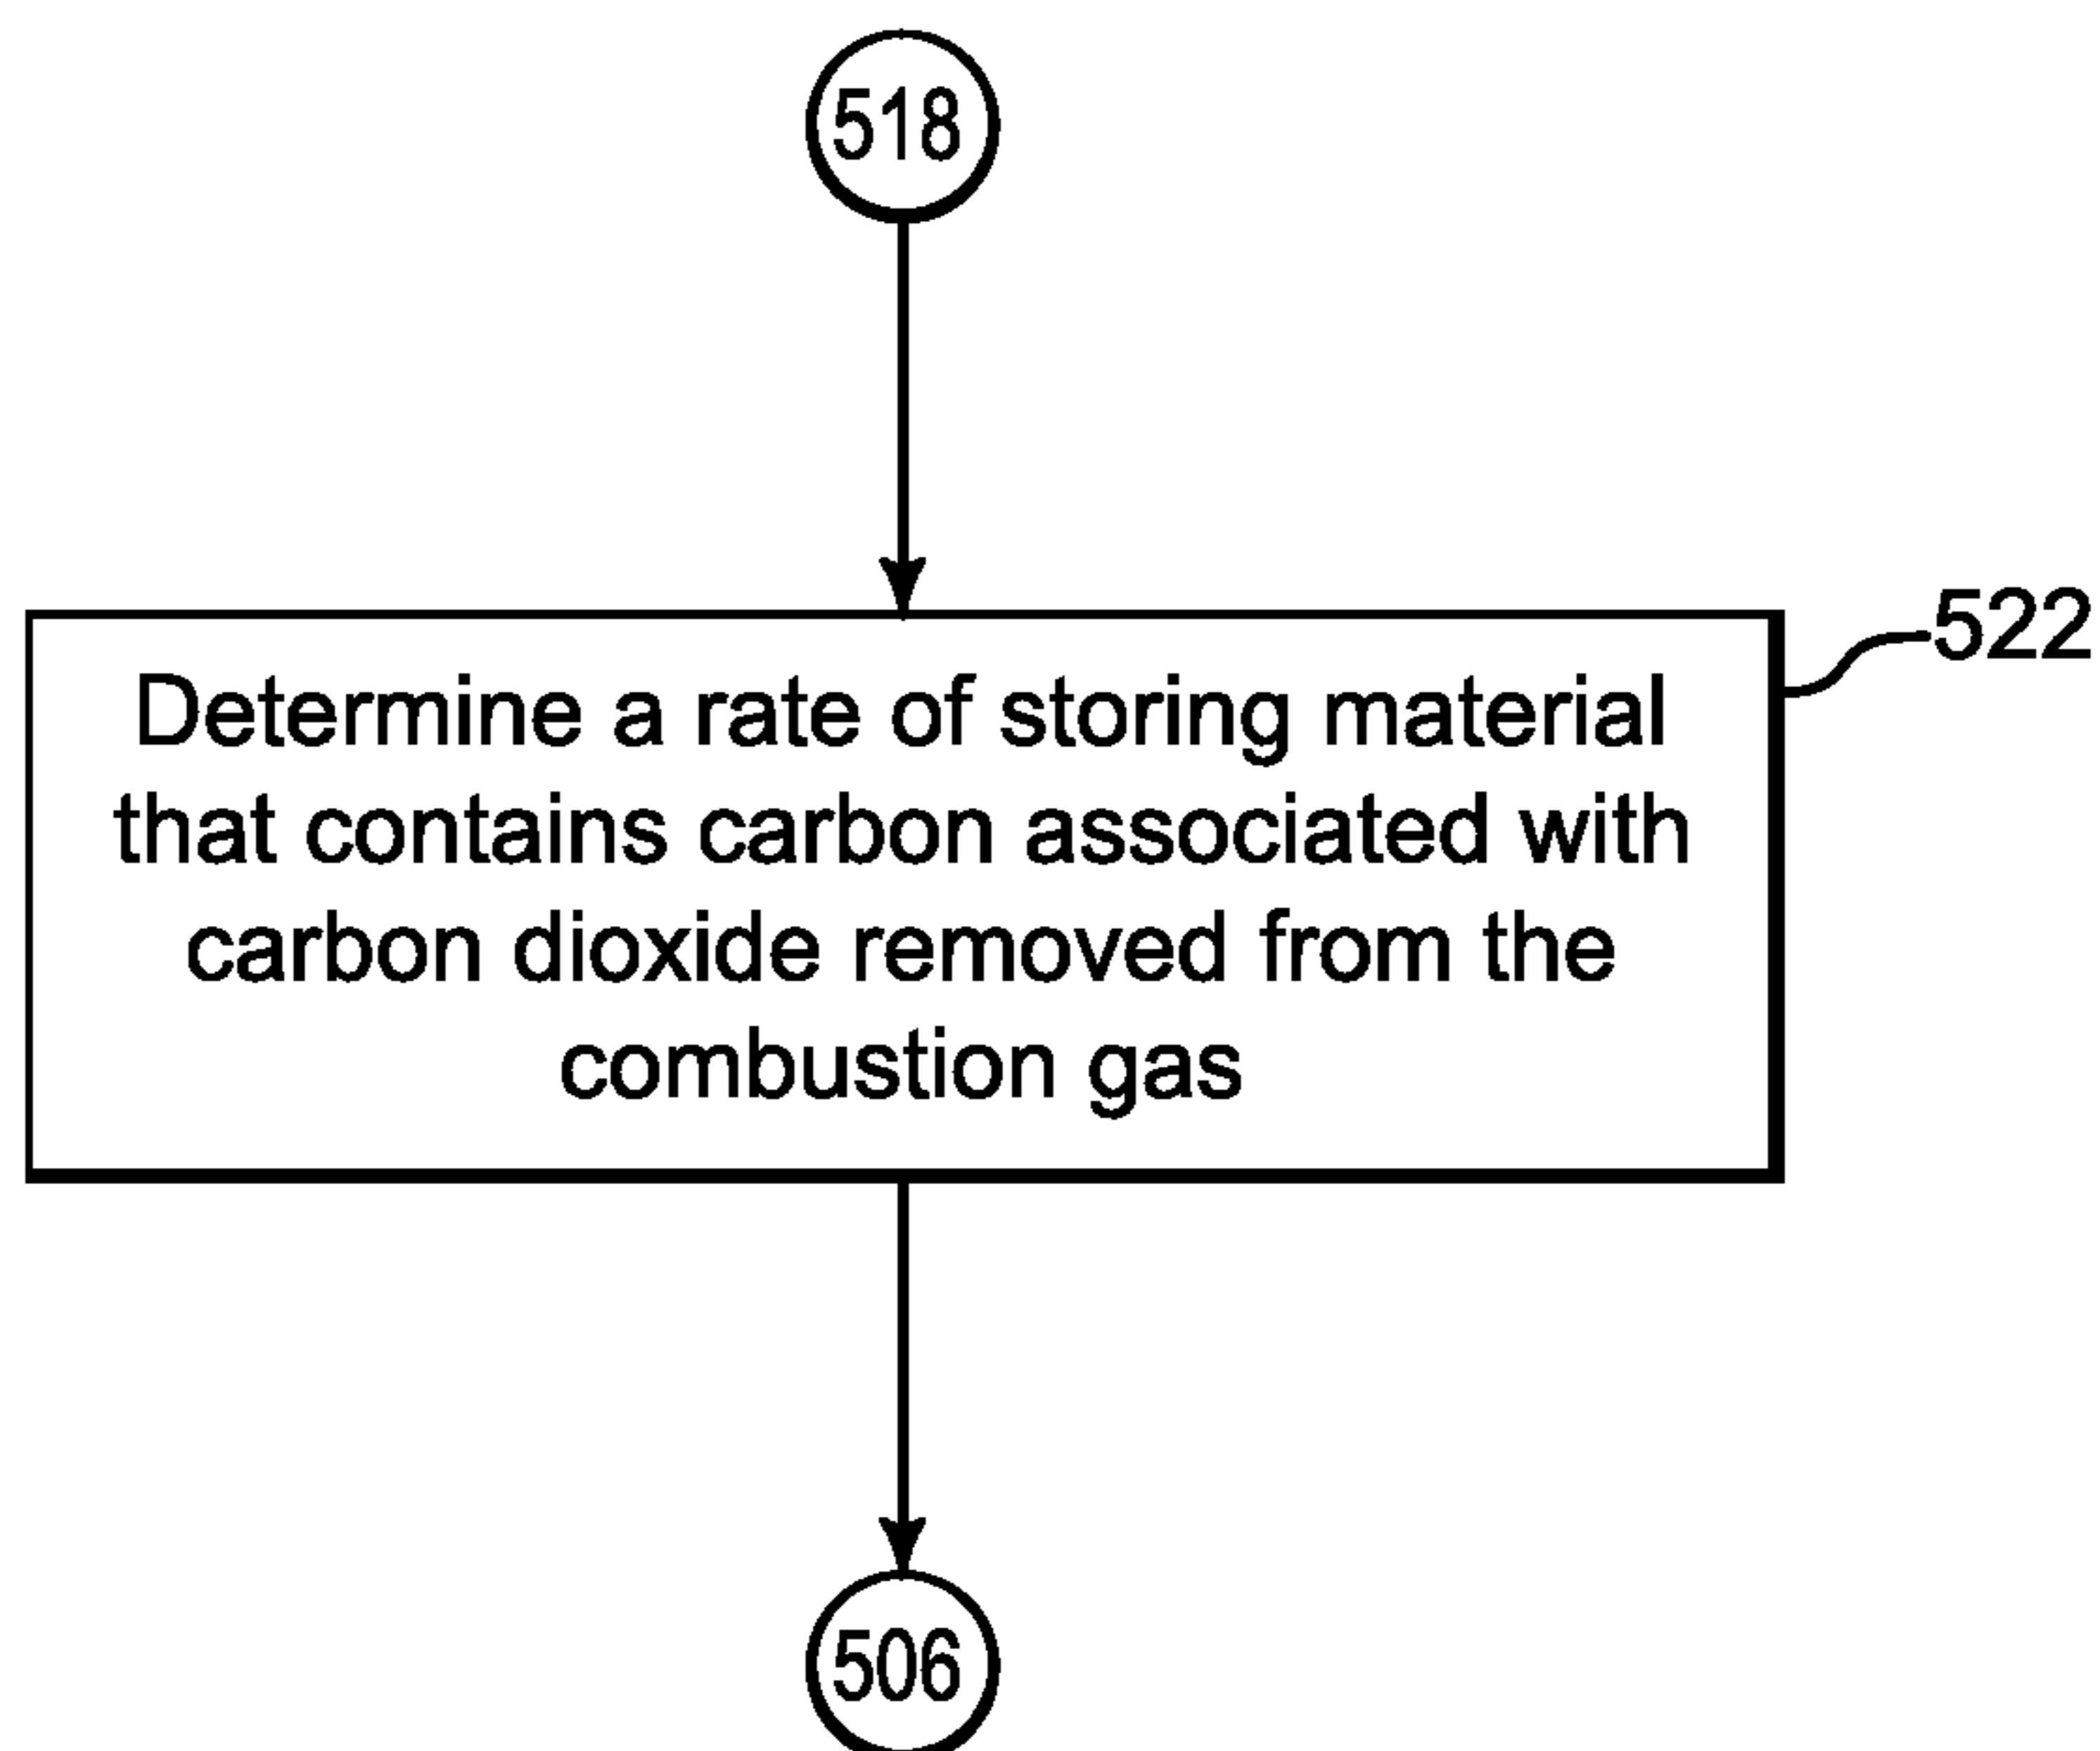 518
522
Determine a rate of storing material
that contains carbon associated with
carbon dioxide removed from the
combustion gas
506